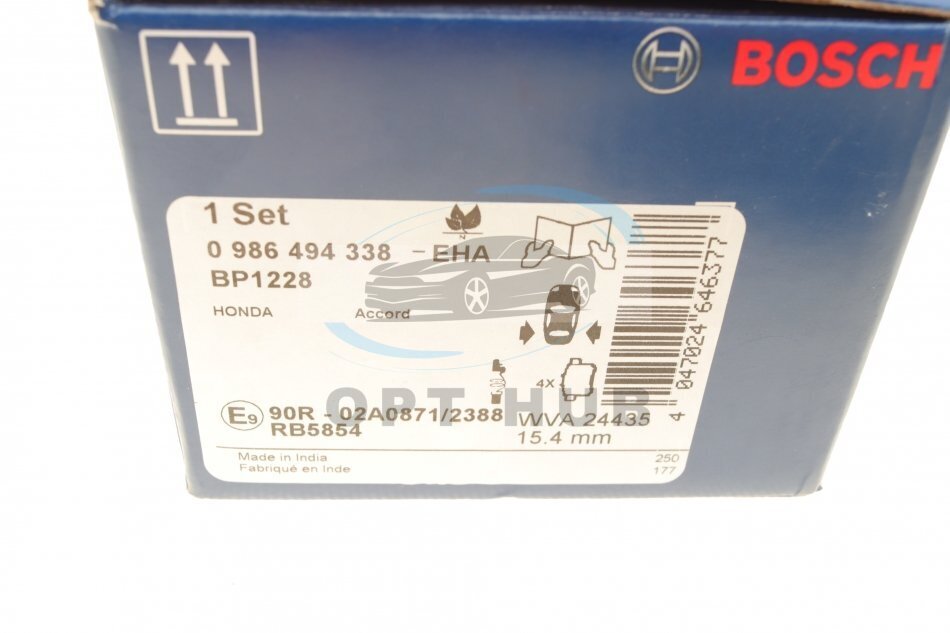 BOSCH
1 Set
0 986 494 338 - EHA
BP1228
HONDA Accord
4X
OPT HUB
E9 90R - 02A0871/2388
RB5854
WVA 24435
15.4 mm
Made in India
Fabriqué en Inde
250
177
4 047024 646377